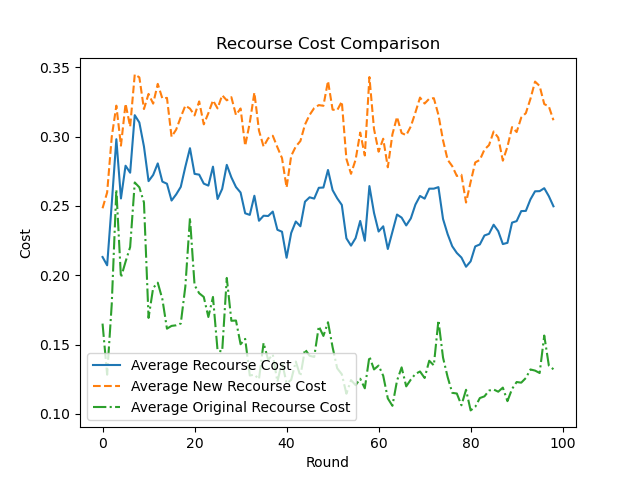 Recourse Cost Comparison
Cost
0.35
0.30
0.25
0.20
0.15
0.10
Average Recourse Cost
Average New Recourse Cost
Average Original Recourse Cost
0 20 40 60 80 100
Round